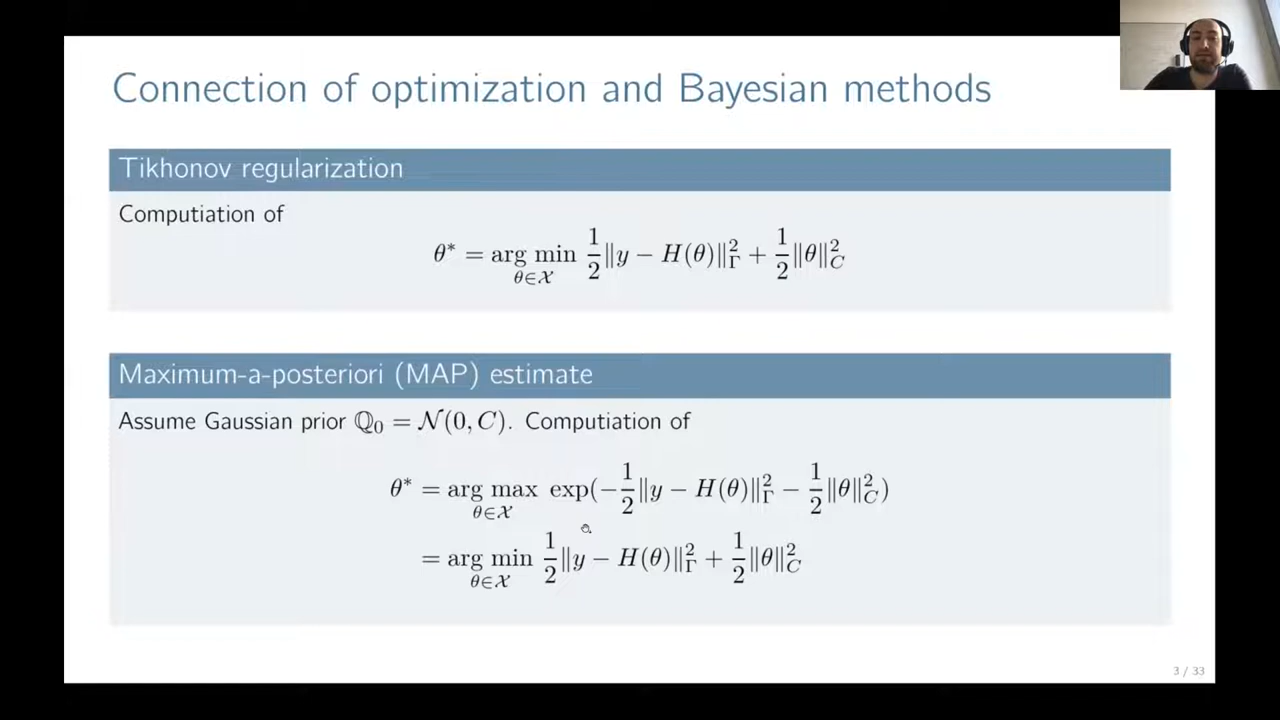 Connection of optimization and Bayesian methods
Tikhonov regularization
Computiation of
θ* = arg min θ∈𝒳 1/2 ‖y − H(θ)‖²_Γ + 1/2 ‖θ‖²_C
Maximum-a-posteriori (MAP) estimate
Assume Gaussian prior ℚ₀ = 𝒩(0, C). Computiation of
θ* = arg max θ∈𝒳 exp(−1/2 ‖y − H(θ)‖²_Γ − 1/2 ‖θ‖²_C)
= arg min θ∈𝒳 1/2 ‖y − H(θ)‖²_Γ + 1/2 ‖θ‖²_C
3 / 33